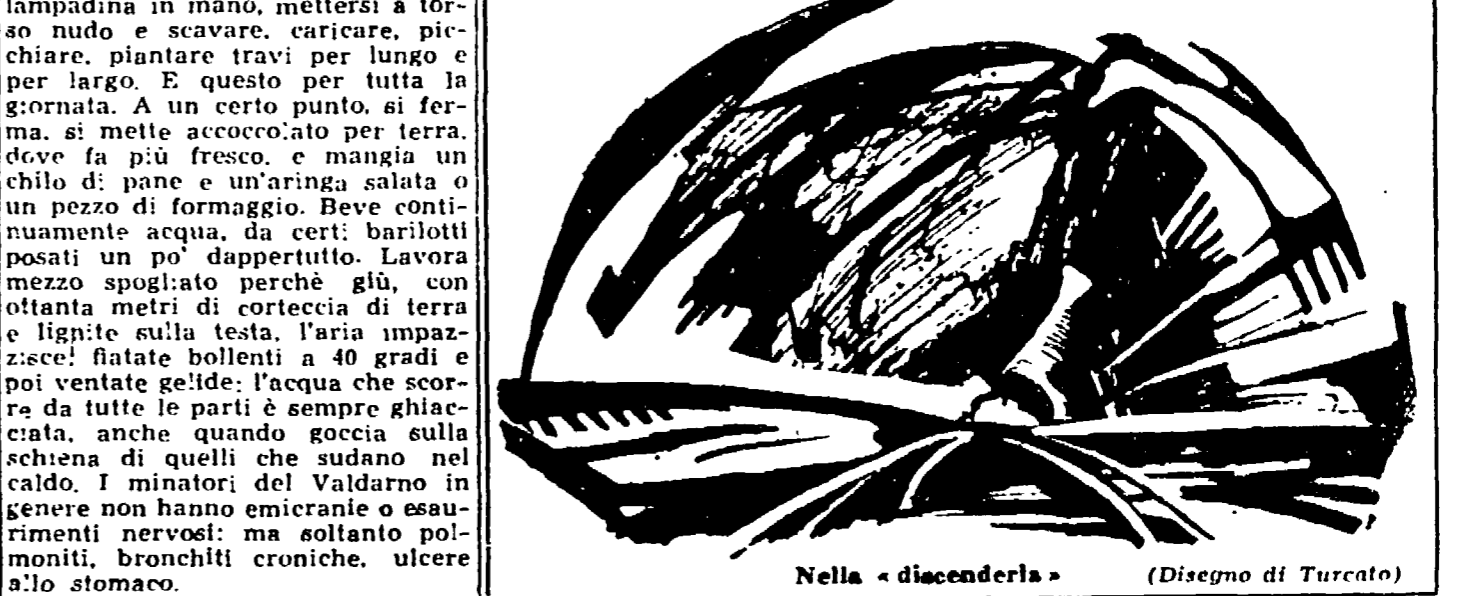 lampadina in mano, mettersi a tor-
so nudo e scavare, caricare, pic-
chiare, piantare travi per lungo e
per largo. E questo per tutta la
giornata. A un certo punto, si fer-
ma, si mette accoccolato per terra,
dove fa più fresco, e mangia un
chilo di pane e un'aringa salata o
un pezzo di formaggio. Beve conti-
nuamente acqua, da certi barilotti
posati un po' dappertutto. Lavora
mezzo spogliato perchè giù, con
ottanta metri di corteccia di terra
e lignite sulla testa, l'aria impaz-
zisce: fiatate bollenti a 40 gradi e
poi ventate gelide: l'acqua che scor-
re da tutte le parti è sempre ghiac-
ciata, anche quando goccia sulla
schiena di quelli che sudano nel
caldo. I minatori del Valdarno in
genere non hanno emicranie o esau-
rimenti nervosi: ma soltanto pol-
moniti, bronchiti croniche, ulcere
allo stomaco.
Nella « discenderia »
(Disegno di Turcato)